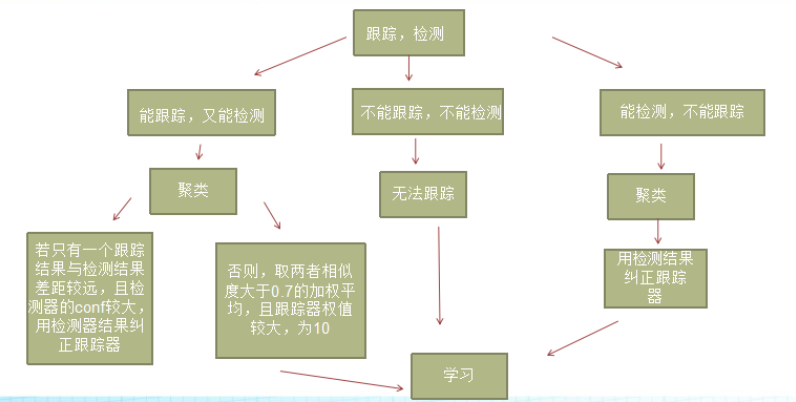 跟踪，检测
能跟踪，又能检测
不能跟踪，不能检测
能检测，不能跟踪
聚类
无法跟踪
聚类
若只有一个跟踪
结果与检测结果
差距较远，且检
测器的conf较大，
用检测器结果纠
正跟踪器
否则，取两者相似
度大于0.7的加权平
均，且跟踪器权值
较大，为10
用检测结果
纠正跟踪
器
学习